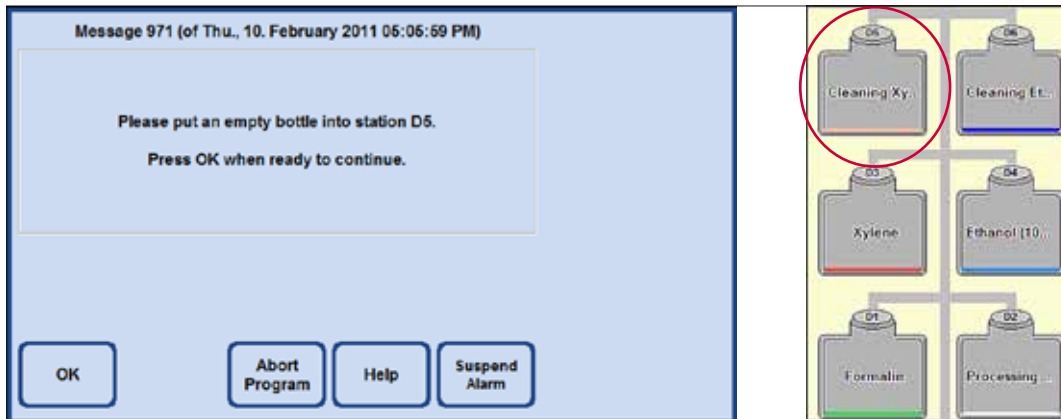 Message 971 (of Thu., 10. February 2011 05:05:59 PM)
Please put an empty bottle into station D5.
Press OK when ready to continue.
OK
Abort
Program
Help
Suspend
Alarm
D5
D6
Cleaning Xy..
Cleaning Et...
D3
D4
Xylene
Ethanol (10...
D1
D2
Formalin
Processing ...